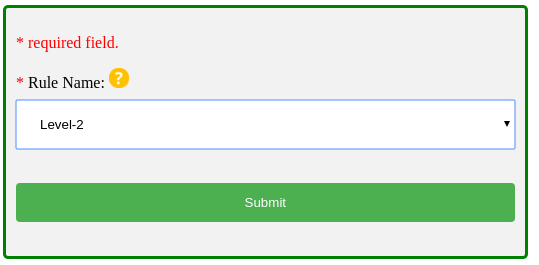 * required field.
* Rule Name: ?
Level-2
Submit